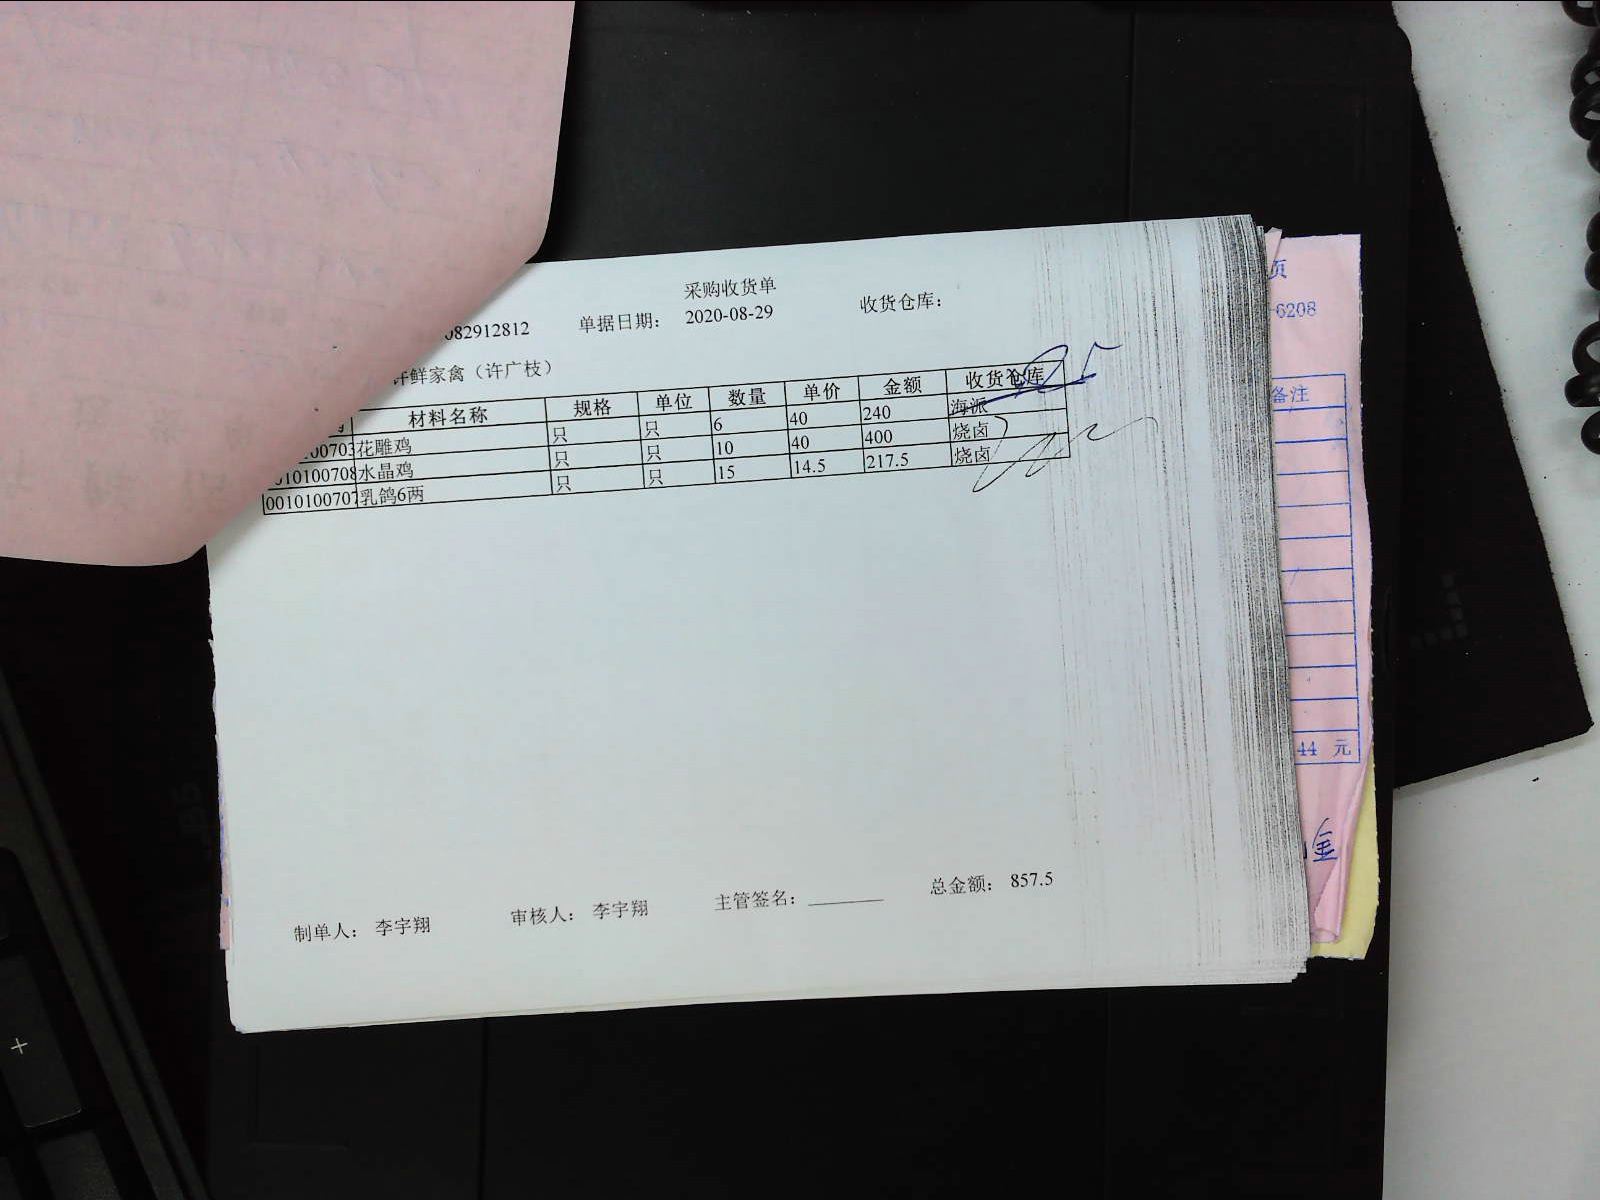 采购收货单
082912812 单据日期: 2020-08-29 收货仓库:
许鲜家禽（许广枝）
材料名称 规格 单位 数量 单价 金额 收货仓库
00703 花雕鸡 只 只 6 40 240 海派
010100708 水晶鸡 只 只 10 40 400 烧卤
0010100707 乳鸽6两 只 只 15 14.5 217.5 烧卤
总金额: 857.5
制单人: 李宇翔 审核人: 李宇翔 主管签名:
页
-6208
备注
44 元